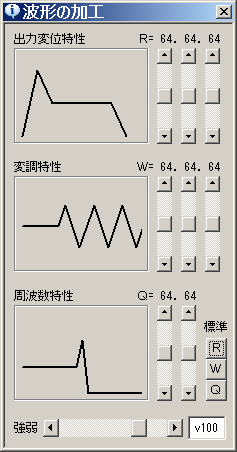 波形の加工
出力変位特性 R= 64. 64. 64
変調特性 W= 64. 64. 64
周波数特性 Q= 64. 64
標準
R
W
Q
強弱 v100